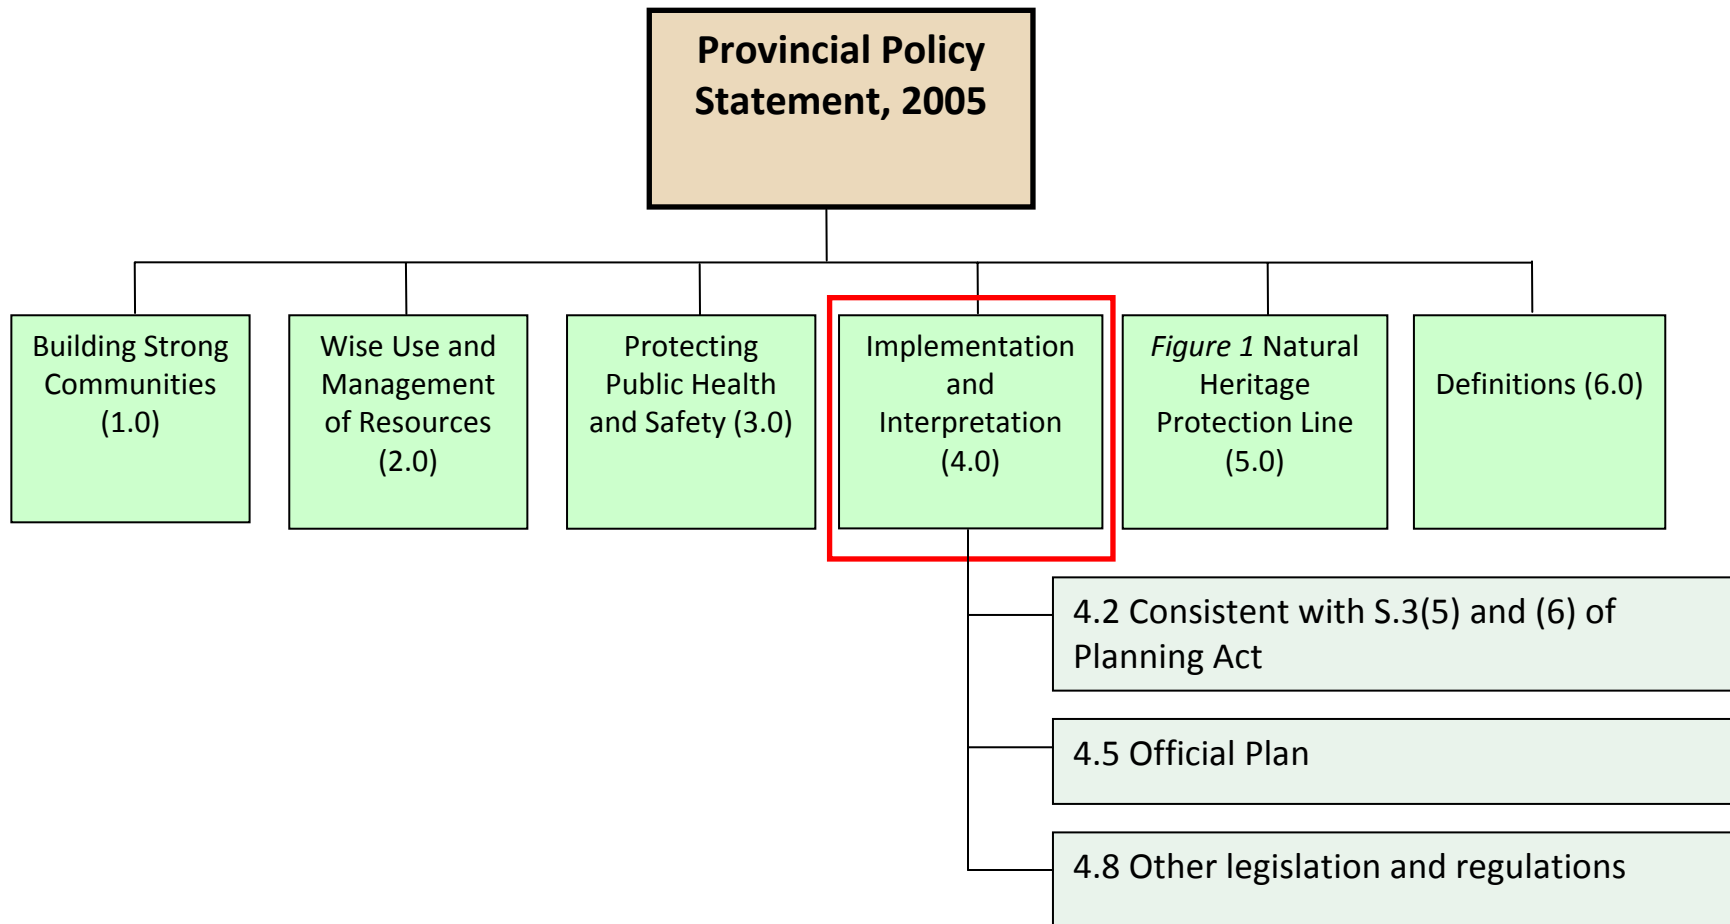 Provincial Policy
Statement, 2005
Building Strong
Communities
(1.0)
Wise Use and
Management
of Resources
(2.0)
Protecting
Public Health
and Safety (3.0)
Implementation
and
Interpretation
(4.0)
Figure 1 Natural
Heritage
Protection Line
(5.0)
Definitions (6.0)
4.2 Consistent with S.3(5) and (6) of
Planning Act
4.5 Official Plan
4.8 Other legislation and regulations